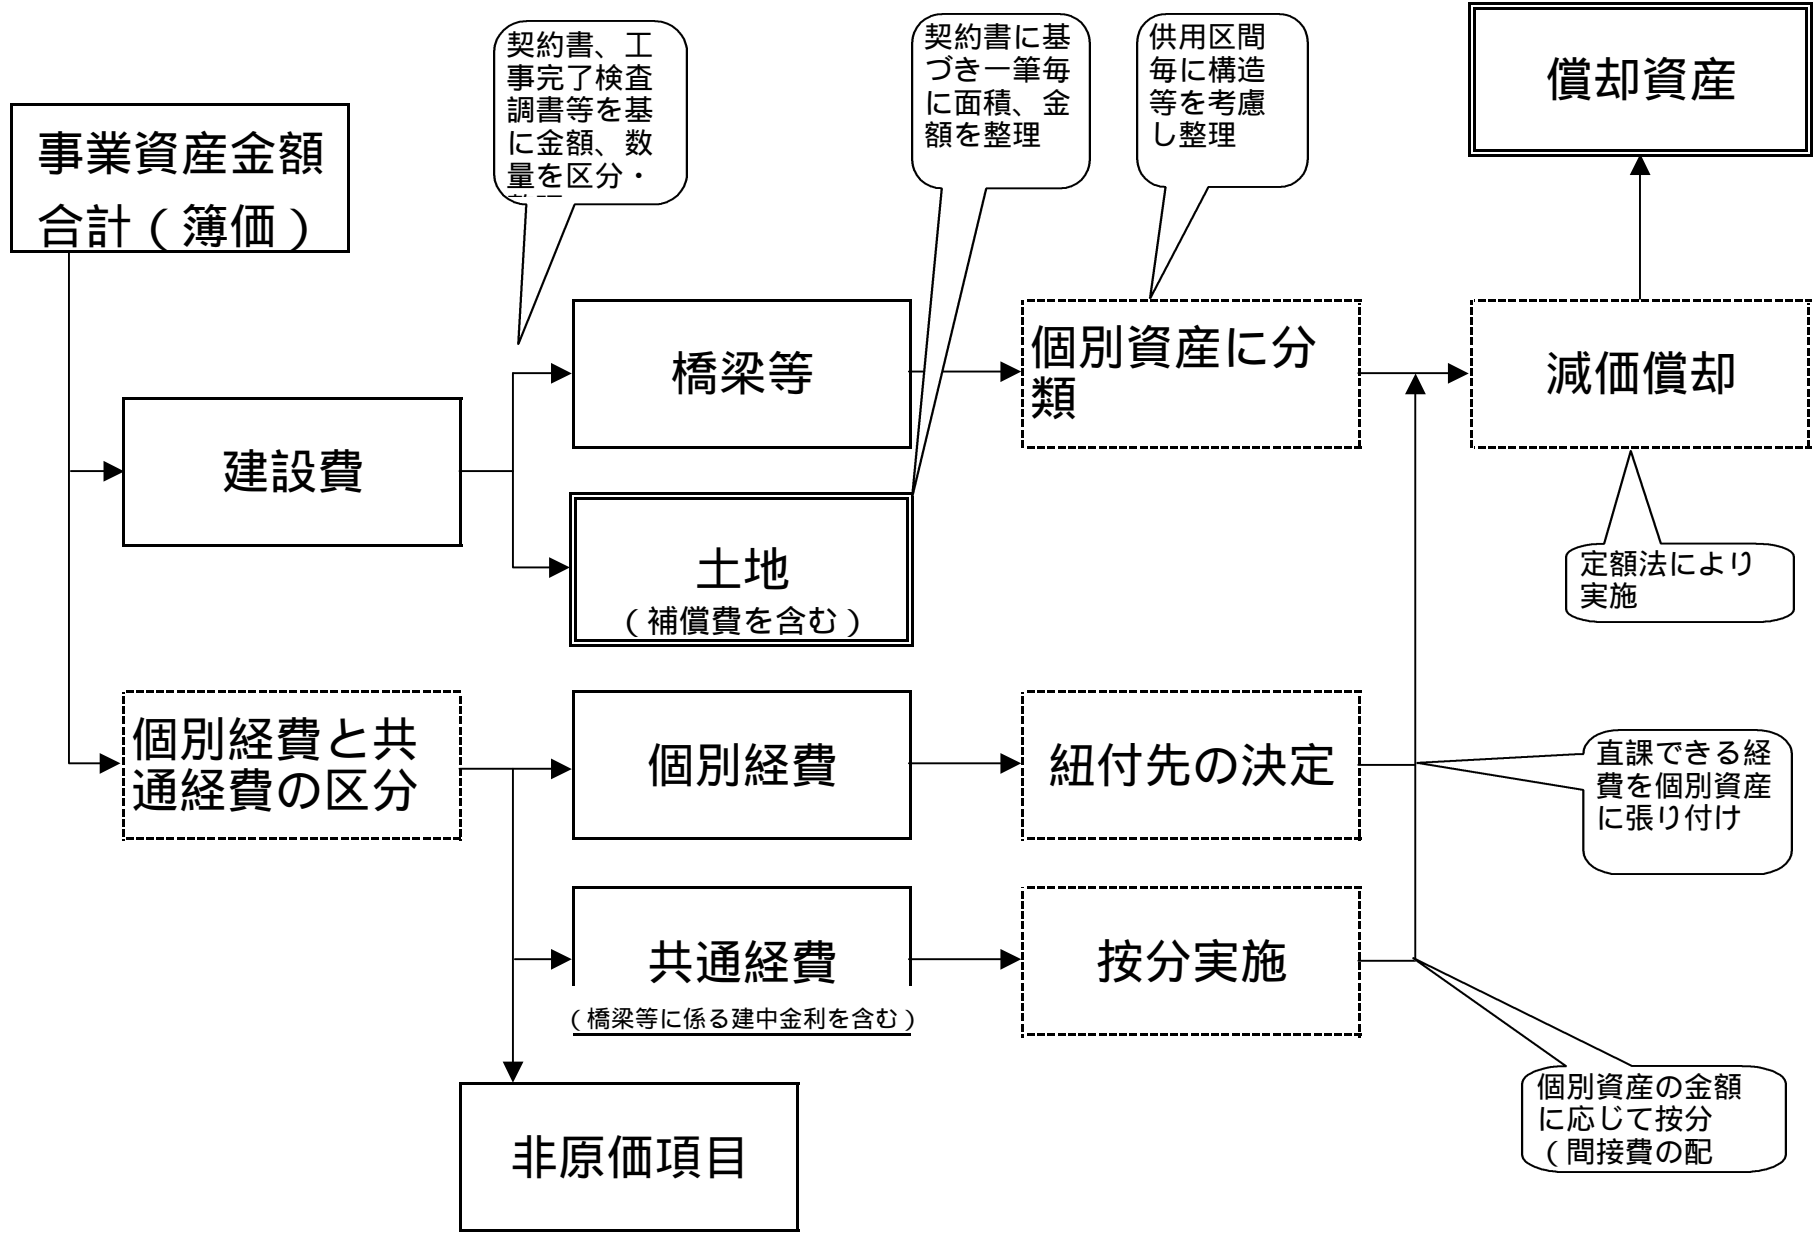 契約書、工
事完了検査
調書等を基
に金額、数
量を区分・
契約書に基
づき一筆毎
に面積、金
額を整理
供用区間
毎に構造
等を考慮
し整理
償却資産
事業資産金額
合計(簿価)
橋梁等
個別資産に分
類
減価償却
建設費
土地
(補償費を含む)
定額法により
実施
個別経費と共
通経費の区分
個別経費
紐付先の決定
直課できる経
費を個別資産
に張り付け
共通経費
(橋梁等に係る建中金利を含む)
按分実施
個別資産の金額
に応じて按分
(間接費の配
非原価項目